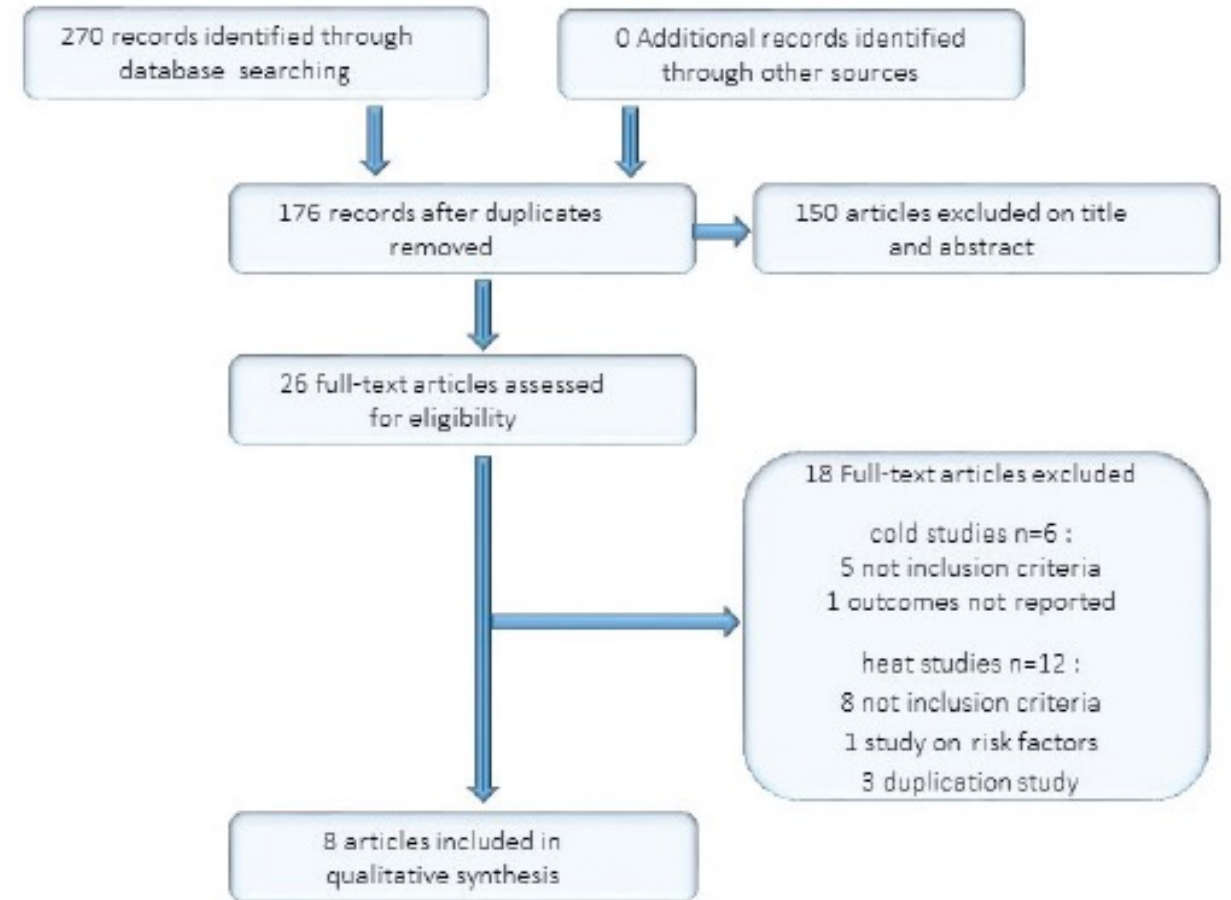 270 records identified through
database searching
0 Additional records identified
through other sources
176 records after duplicates
removed
150 articles excluded on title
and abstract
26 full-text articles assessed
for eligibility
18 Full-text articles excluded
cold studies n=6 :
5 not inclusion criteria
1 outcomes not reported
heat studies n=12 :
8 not inclusion criteria
1 study on risk factors
3 duplication study
8 articles included in
qualitative synthesis